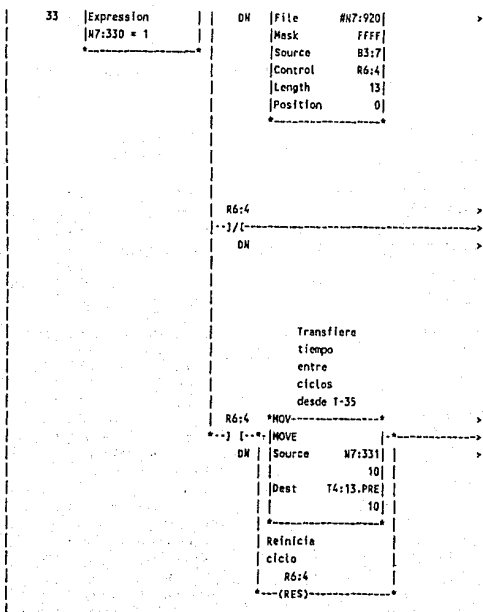 33 |Expression | | DN |File #N7:920| >
|N7:330 = 1 | |Mask FFFF|
*------------------* |Source B3:7|
|Control R6:4|
|Length 13|
|Position 0|
*------------------*
R6:4
|--]/[------------------------------------------>
DN >
Transfiere
tiempo
entre
ciclos
desde T-35
R6:4 *MOV----------------*
*--] [--*-|MOVE |-*------------>
DN |Source N7:331| >
| 10|
|Dest T4:13.PRE|
| 10|
*------------------*
Reinicia
ciclo
R6:4
*---(RES)--------------*